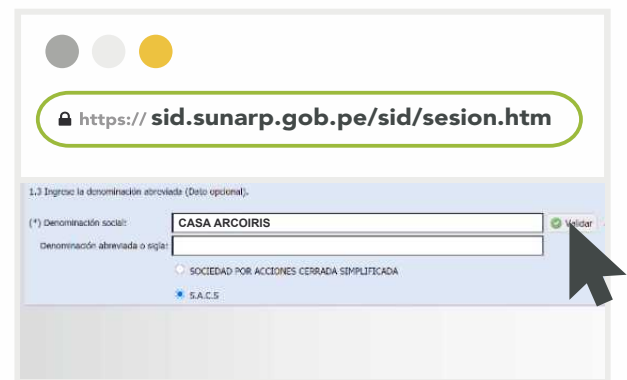 https:// sid.sunarp.gob.pe/sid/sesion.htm
1.3 Ingrese la denominación abreviada (Dato opcional).
(*) Denominación social: CASA ARCOIRIS Validar
Denominación abreviada o sigla:
SOCIEDAD POR ACCIONES CERRADA SIMPLIFICADA
S.A.C.S